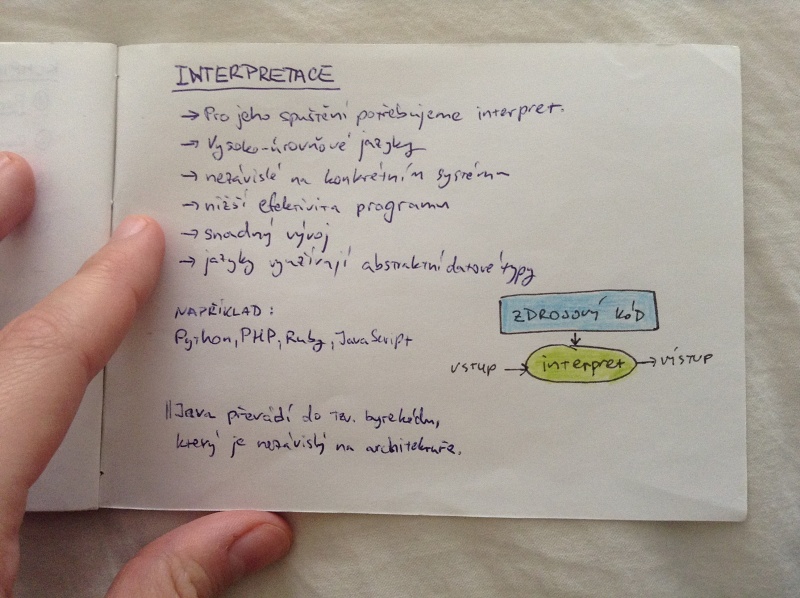 INTERPRETACE
→ Pro jeho spuštění potřebujeme interpret.
→ Vysoko-úrovňové jazyky
→ nezávislé na konkrétním systému
→ nižší efektivita programu
→ snadný vývoj
→ jazyky využívají abstraktní datové typy
NAPŘÍKLAD:
Python, PHP, Ruby, JavaScript
ZDROJOVÝ KÓD
VSTUP → interpret → VÝSTUP
|| Java převádí do tzv. bytekódu,
který je nezávislý na architektuře.